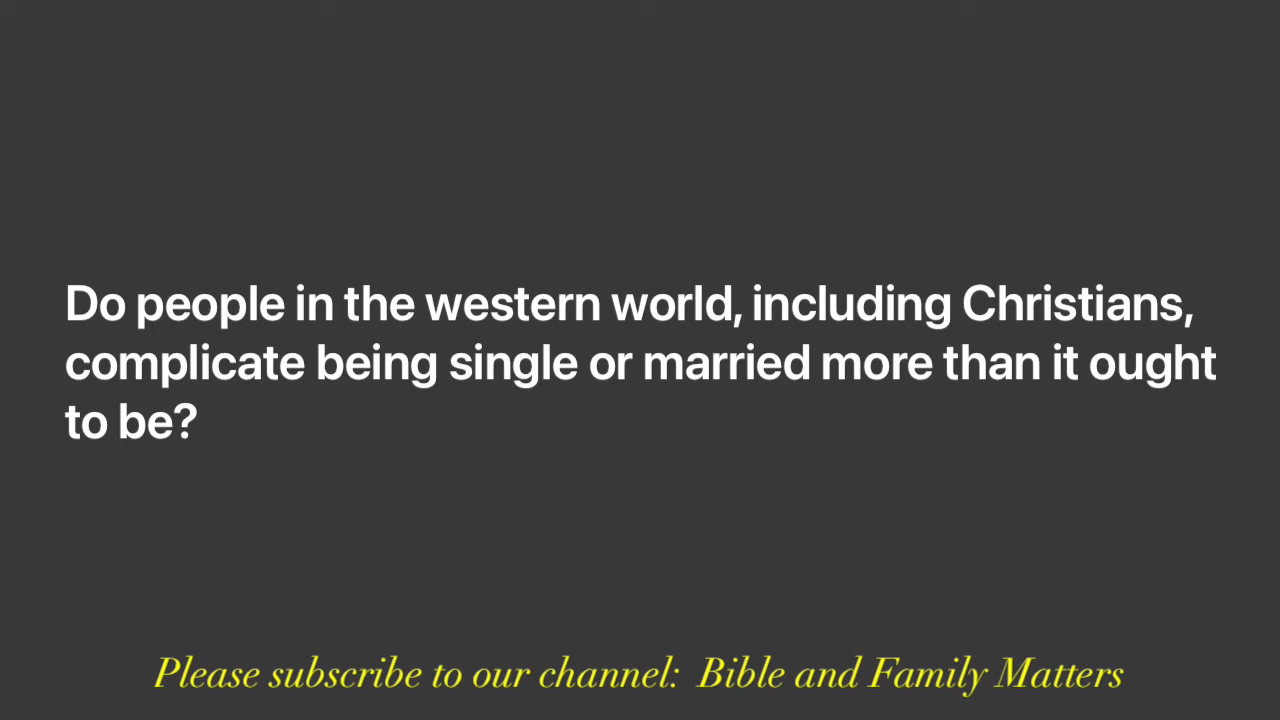 Do people in the western world, including Christians,
complicate being single or married more than it ought
to be?
Please subscribe to our channel: Bible and Family Matters